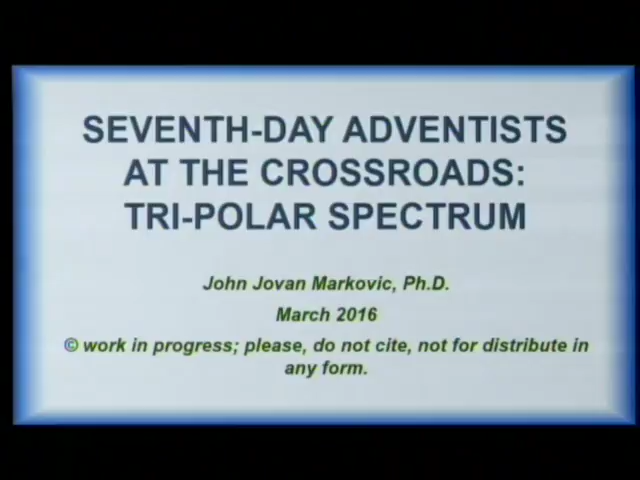 SEVENTH-DAY ADVENTISTS
AT THE CROSSROADS:
TRI-POLAR SPECTRUM
John Jovan Markovic, Ph.D.
March 2016
© work in progress; please, do not cite, not for distribute in
any form.